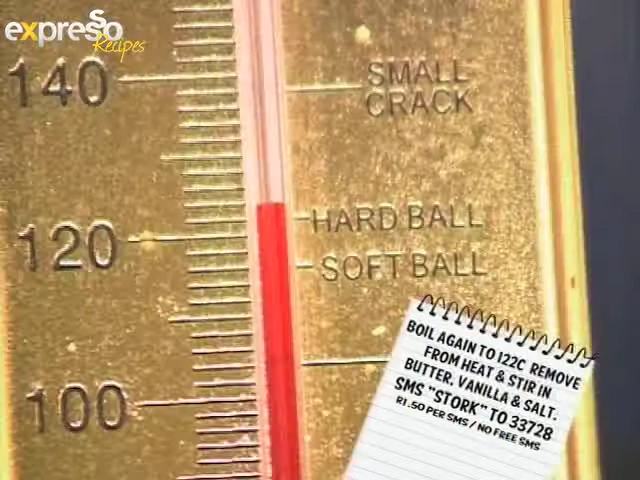 expresso
Recipes
140
SMALL
CRACK
HARD BALL
120
SOFT BALL
100
BOIL AGAIN TO 122C REMOVE
FROM HEAT & STIR IN
BUTTER, VANILLA & SALT.
SMS "STORK" TO 33728
R1.50 PER SMS / NO FREE SMS